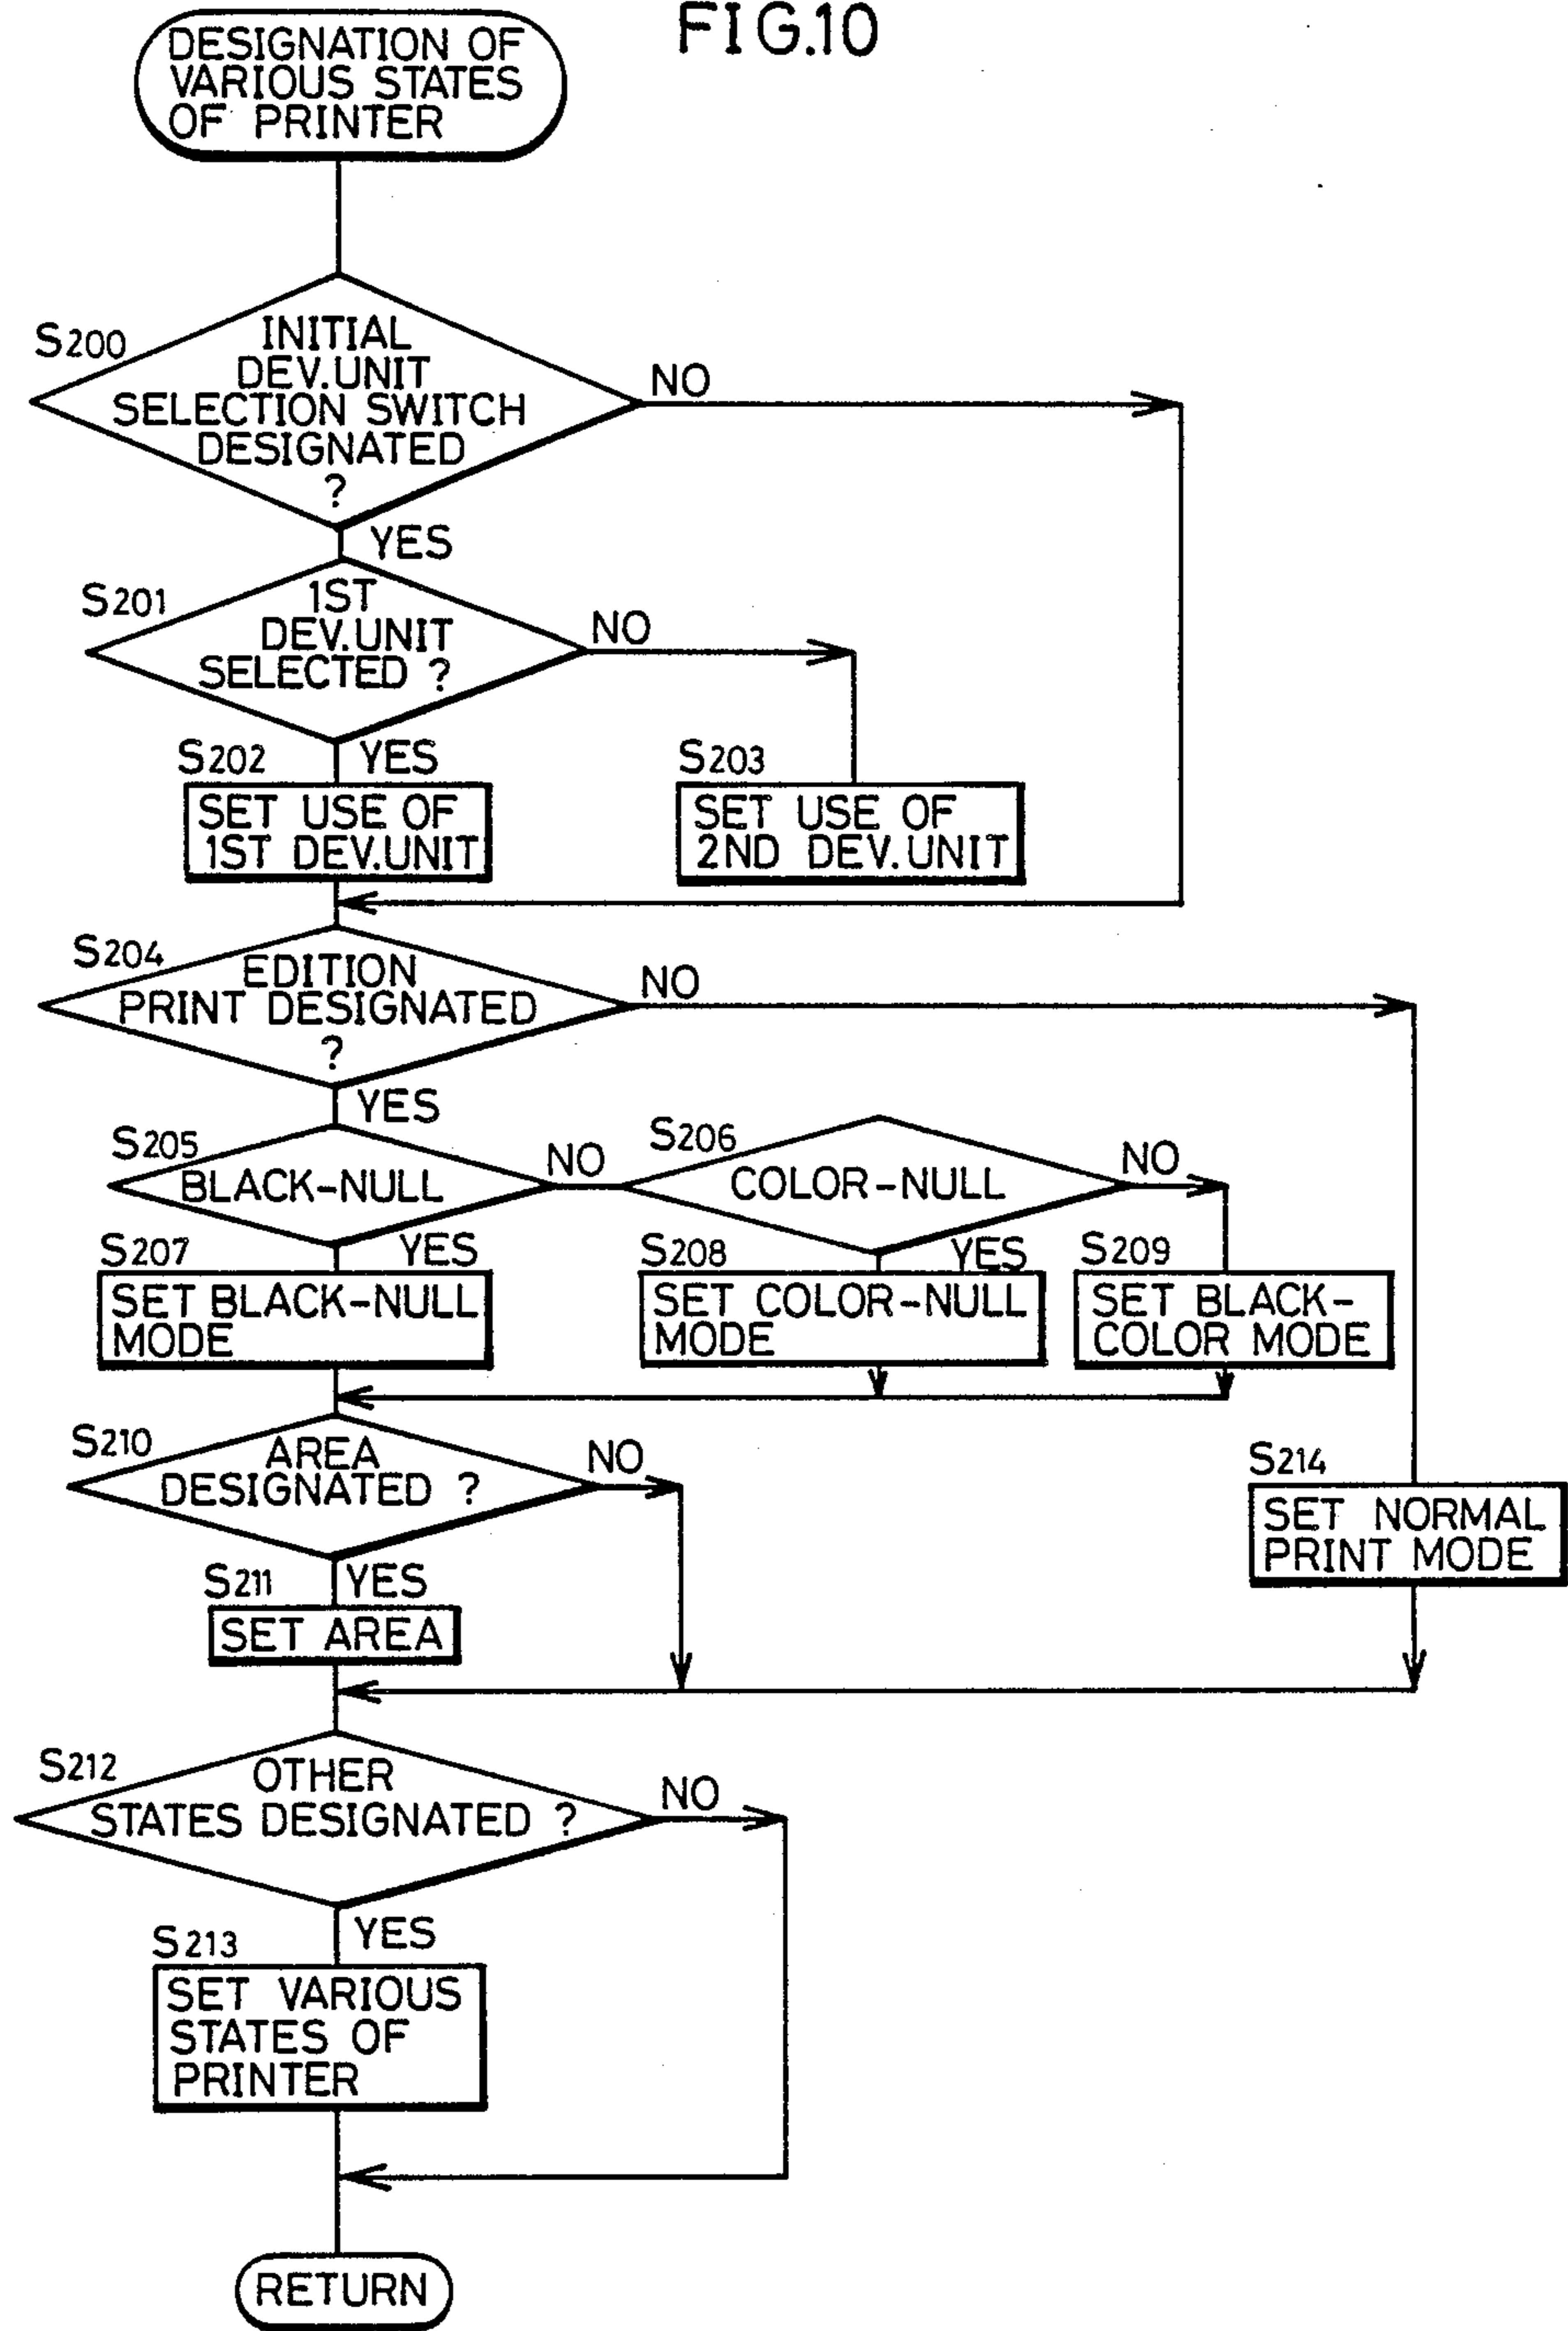 FIG.10
DESIGNATION OF
VARIOUS STATES
OF PRINTER
S200
INITIAL
DEV.UNIT
SELECTION SWITCH
DESIGNATED
?
NO
YES
S201
1ST
DEV.UNIT
SELECTED ?
NO
YES
S202
SET USE OF
1ST DEV.UNIT
S203
SET USE OF
2ND DEV.UNIT
S204
EDITION
PRINT DESIGNATED
?
NO
YES
S205
BLACK-NULL
NO
S206
COLOR-NULL
NO
YES
S207
SET BLACK-NULL
MODE
YES
S208
SET COLOR-NULL
MODE
S209
SET BLACK-
COLOR MODE
S210
AREA
DESIGNATED ?
NO
YES
S211
SET AREA
S214
SET NORMAL
PRINT MODE
S212
OTHER
STATES DESIGNATED ?
NO
YES
S213
SET VARIOUS
STATES OF
PRINTER
RETURN